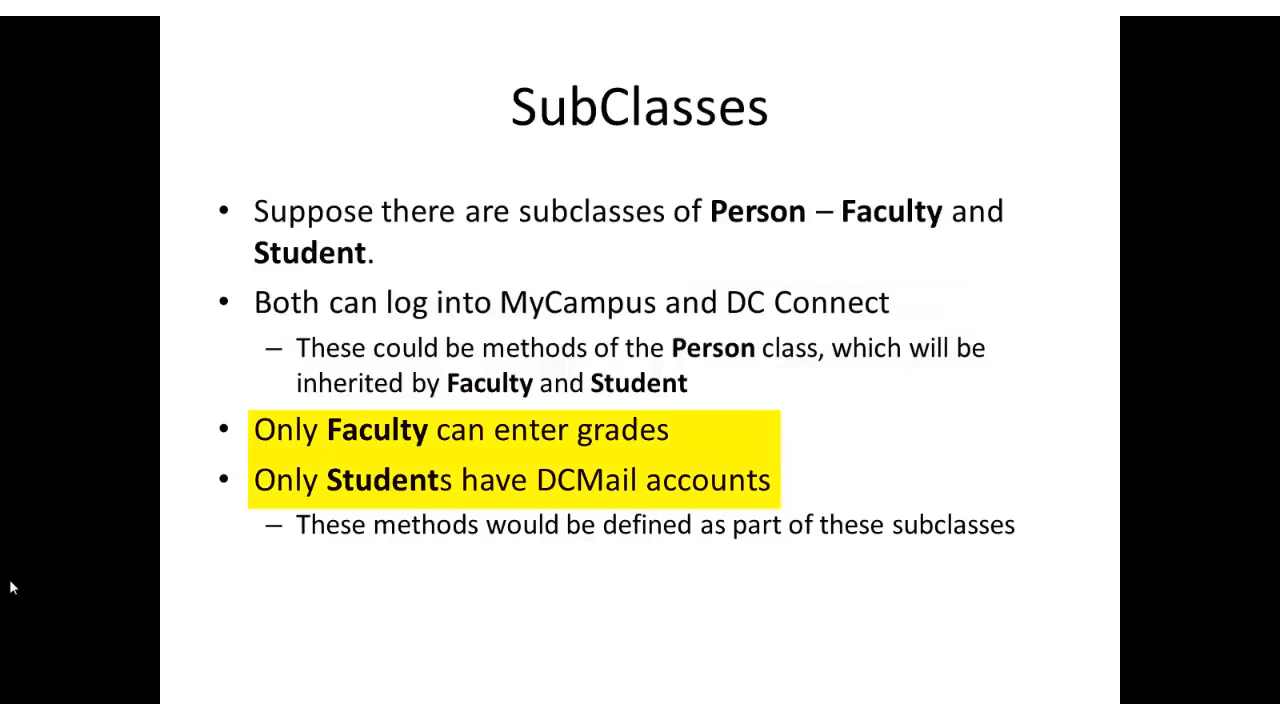 SubClasses
• Suppose there are subclasses of Person – Faculty and
Student.
• Both can log into MyCampus and DC Connect
– These could be methods of the Person class, which will be
inherited by Faculty and Student
• Only Faculty can enter grades
• Only Students have DCMail accounts
– These methods would be defined as part of these subclasses